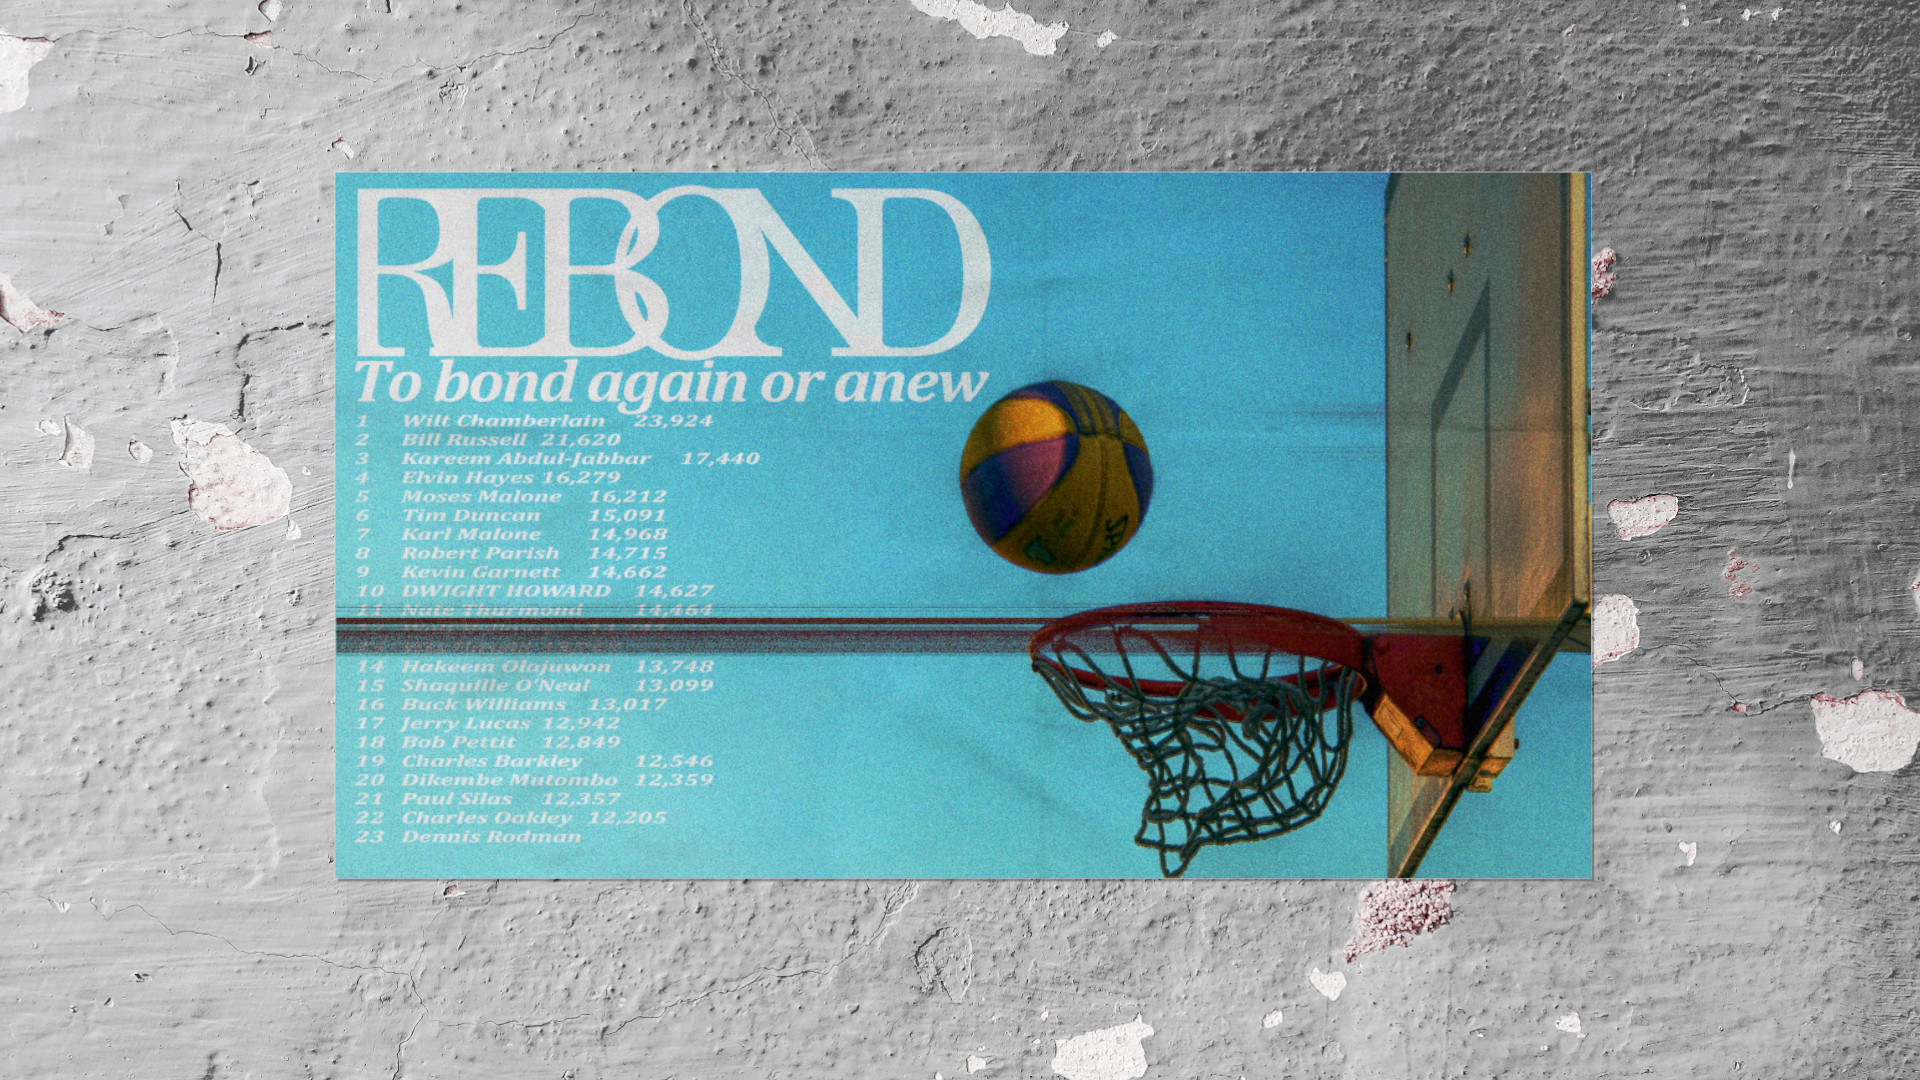 REBOND
To bond again or anew
1 Wilt Chamberlain 23,924
2 Bill Russell 21,620
3 Kareem Abdul-Jabbar 17,440
4 Elvin Hayes 16,279
5 Moses Malone 16,212
6 Tim Duncan 15,091
7 Karl Malone 14,968
8 Robert Parish 14,715
9 Kevin Garnett 14,662
10 DWIGHT HOWARD 14,627
11 Nate Thurmond 14,464
14 Hakeem Olajuwon 13,748
15 Shaquille O'Neal 13,099
16 Buck Williams 13,017
17 Jerry Lucas 12,942
18 Bob Pettit 12,849
19 Charles Barkley 12,546
20 Dikembe Mutombo 12,359
21 Paul Silas 12,357
22 Charles Oakley 12,205
23 Dennis Rodman